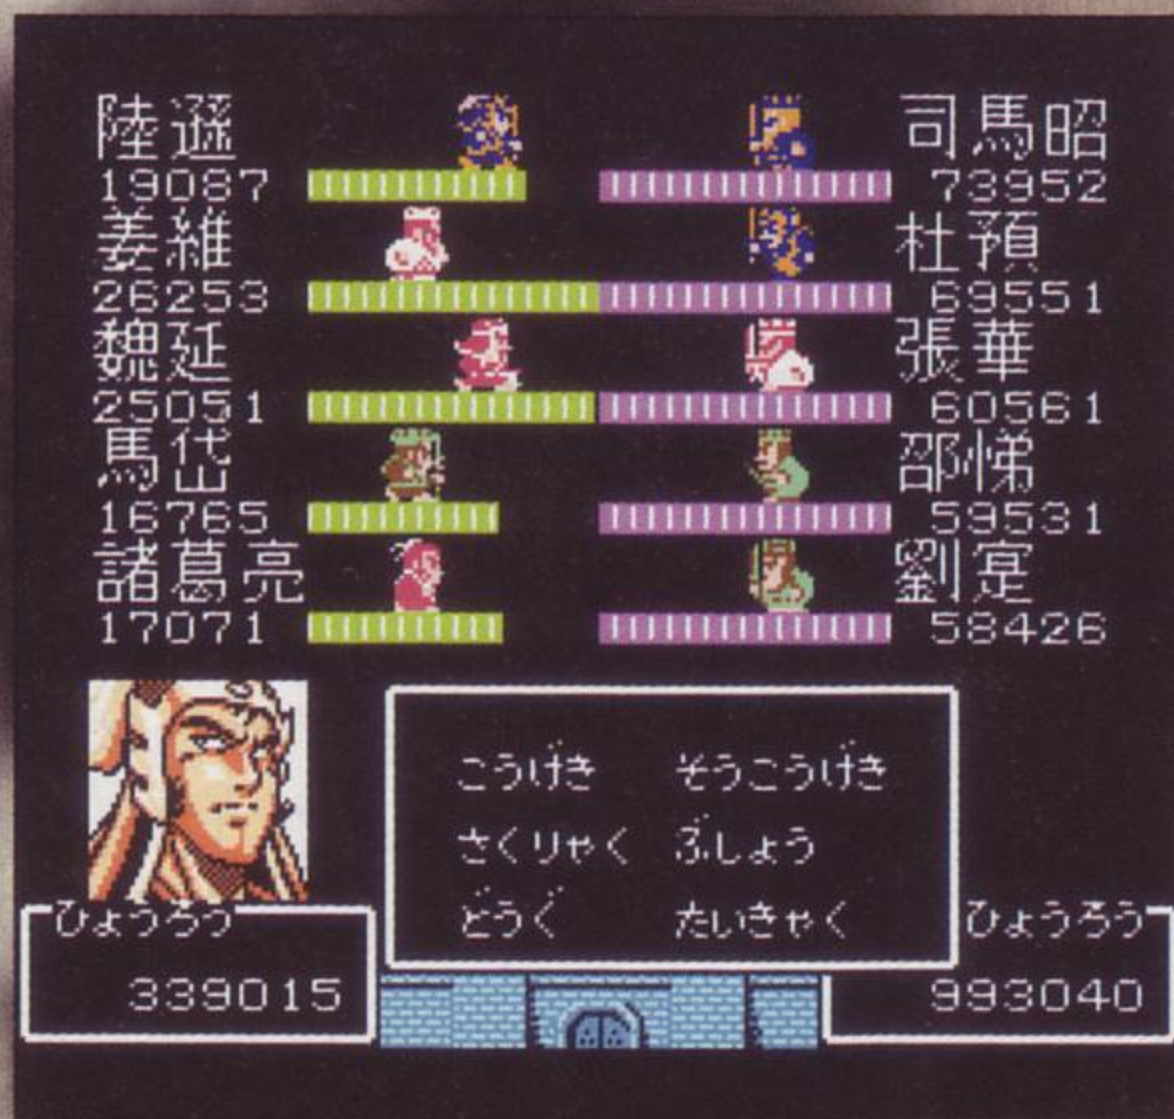 陸遜 司馬昭
19087 73952
姜維 杜預
26253 69551
魏延 張華
25051 60561
馬岱 邵悌
16765 59531
諸葛亮 劉寔
17071 58426
こうげき そうこうげき
さくりゃく ぶしょう
どうぐ たいきゃく
ひょうろう ひょうろう
339015 993040